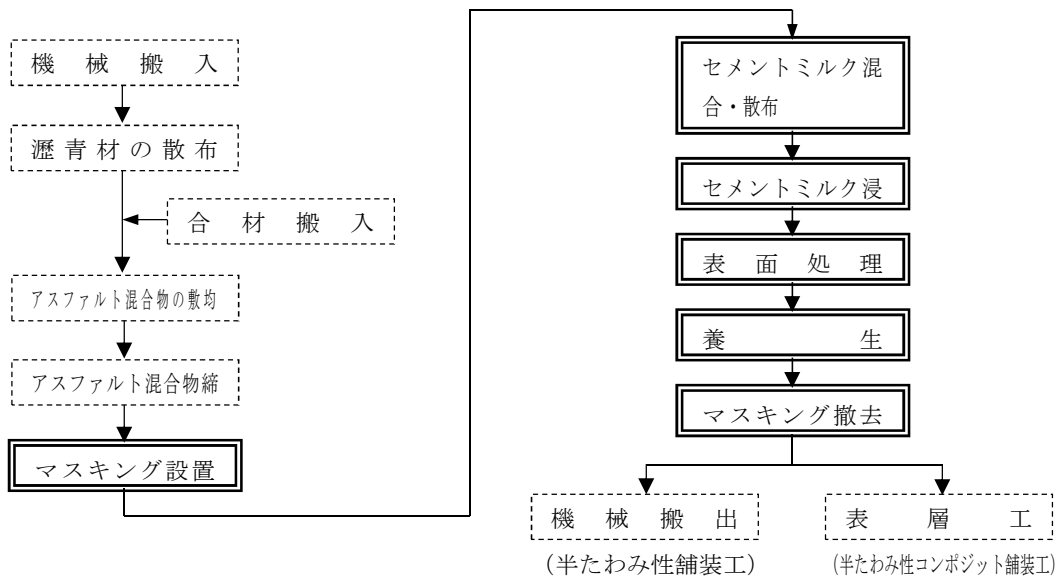 機械搬入
瀝青材の散布
合材搬入
アスファルト混合物の敷均
アスファルト混合物締
マスキング設置
セメントミルク混
合・散布
セメントミルク浸
表面処理
養生
マスキング撤去
機械搬出
(半たわみ性舗装工)
表層工
(半たわみ性コンポジット舗装工)